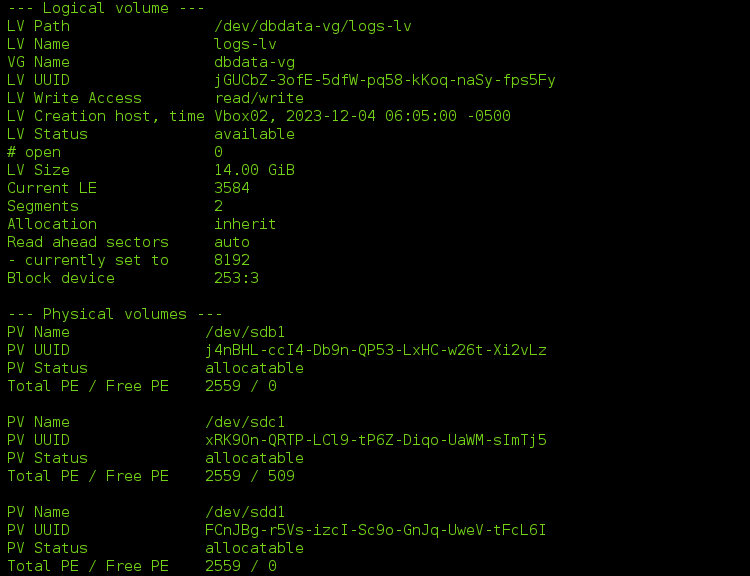 --- Logical volume ---
LV Path                /dev/dbdata-vg/logs-lv
LV Name                logs-lv
VG Name                dbdata-vg
LV UUID                jGUCbZ-3ofE-5dfW-pq58-kKoq-naSy-fps5Fy
LV Write Access        read/write
LV Creation host, time Vbox02, 2023-12-04 06:05:00 -0500
LV Status              available
# open                 0
LV Size                14.00 GiB
Current LE             3584
Segments               2
Allocation             inherit
Read ahead sectors     auto
- currently set to     8192
Block device           253:3

--- Physical volumes ---
PV Name               /dev/sdb1
PV UUID               j4nBHL-ccI4-Db9n-QP53-LxHC-w26t-Xi2vLz
PV Status             allocatable
Total PE / Free PE    2559 / 0

PV Name               /dev/sdc1
PV UUID               xRK9On-QRTP-LCl9-tP6Z-Diqo-UaWM-sImTj5
PV Status             allocatable
Total PE / Free PE    2559 / 509

PV Name               /dev/sdd1
PV UUID               FCnJBg-r5Vs-izcI-Sc9o-GnJq-UweV-tFcL6I
PV Status             allocatable
Total PE / Free PE    2559 / 0